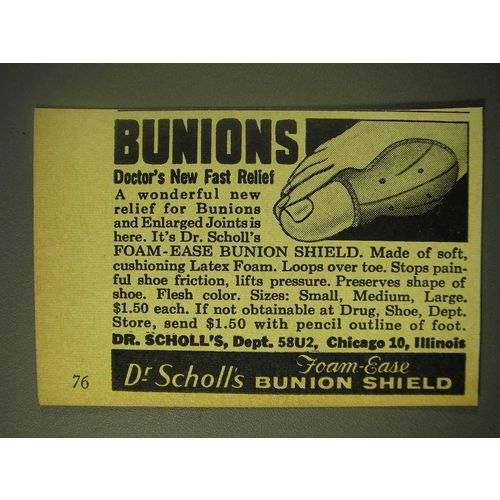 BUNIONS
Doctor's New Fast Relief
A wonderful new
relief for Bunions
and Enlarged Joints is
here. It's Dr. Scholl's
FOAM-EASE BUNION SHIELD. Made of soft,
cushioning Latex Foam. Loops over toe. Stops pain-
ful shoe friction, lifts pressure. Preserves shape of
shoe. Flesh color. Sizes: Small, Medium, Large.
$1.50 each. If not obtainable at Drug, Shoe, Dept.
Store, send $1.50 with pencil outline of foot.
DR. SCHOLL'S, Dept. 58U2, Chicago 10, Illinois
Dr Scholl's Foam-Ease BUNION SHIELD
76